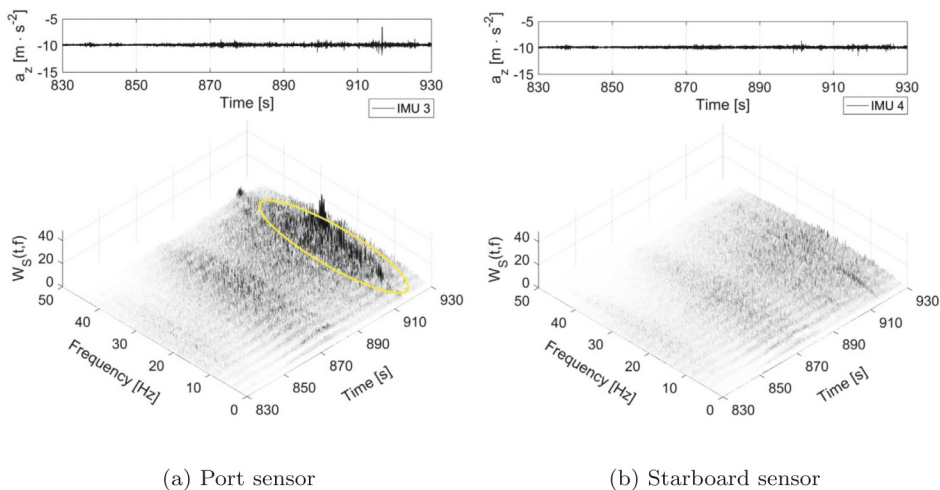 -5
-10
-15
a_z [m · s⁻²]
830 850 870 890 910 930
Time [s]
IMU 3
W_S(t,f)
40
20
0
50
40
30
20
10
0
Frequency [Hz]
830
850
870
890
910
930
Time [s]
(a) Port sensor
-5
-10
-15
a_z [m · s⁻²]
830 850 870 890 910 930
Time [s]
IMU 4
W_S(t,f)
40
20
0
50
40
30
20
10
0
Frequency [Hz]
830
850
870
890
910
930
Time [s]
(b) Starboard sensor